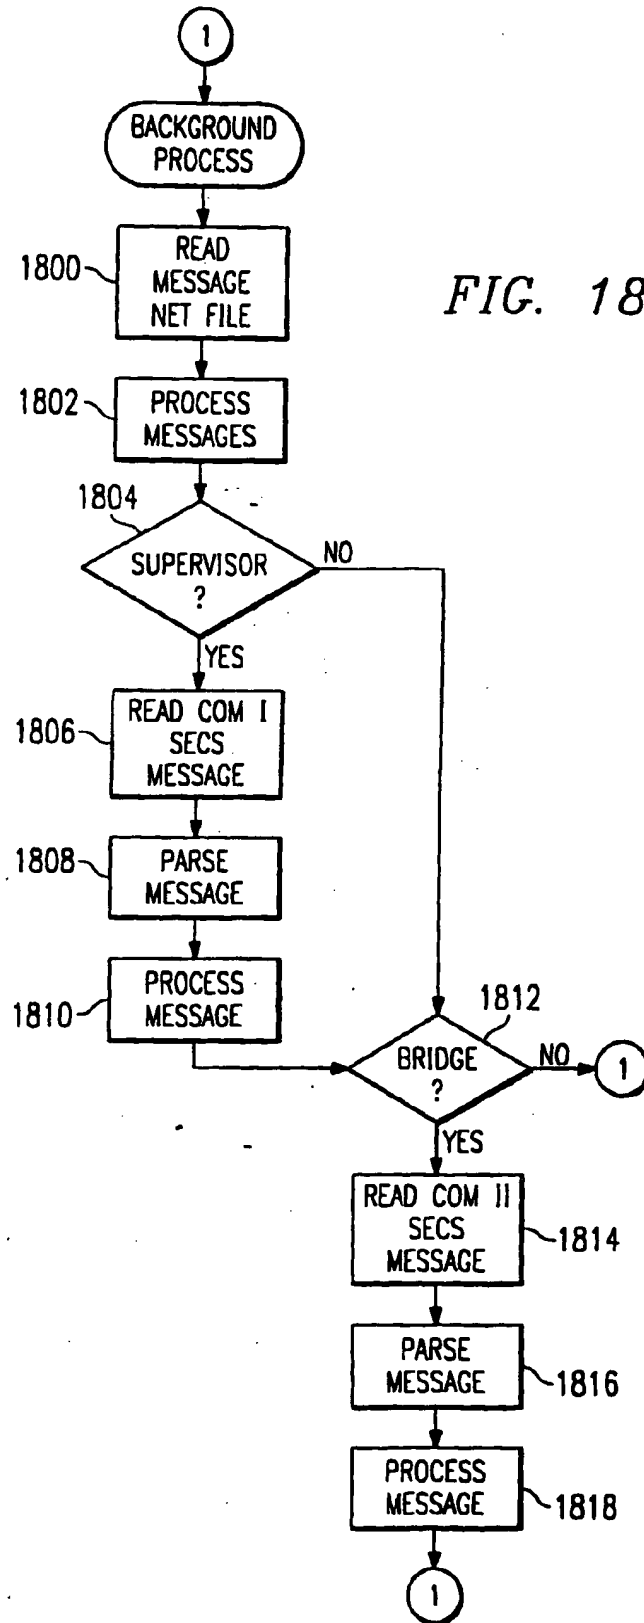 1
BACKGROUND
PROCESS
1800
READ
MESSAGE
NET FILE
FIG. 18
1802
PROCESS
MESSAGES
1804
SUPERVISOR
?
NO
YES
1806
READ COM I
SECS
MESSAGE
1808
PARSE
MESSAGE
1810
PROCESS
MESSAGE
1812
BRIDGE
?
NO
1
YES
READ COM II
SECS
MESSAGE
1814
PARSE
MESSAGE
1816
PROCESS
MESSAGE
1818
1